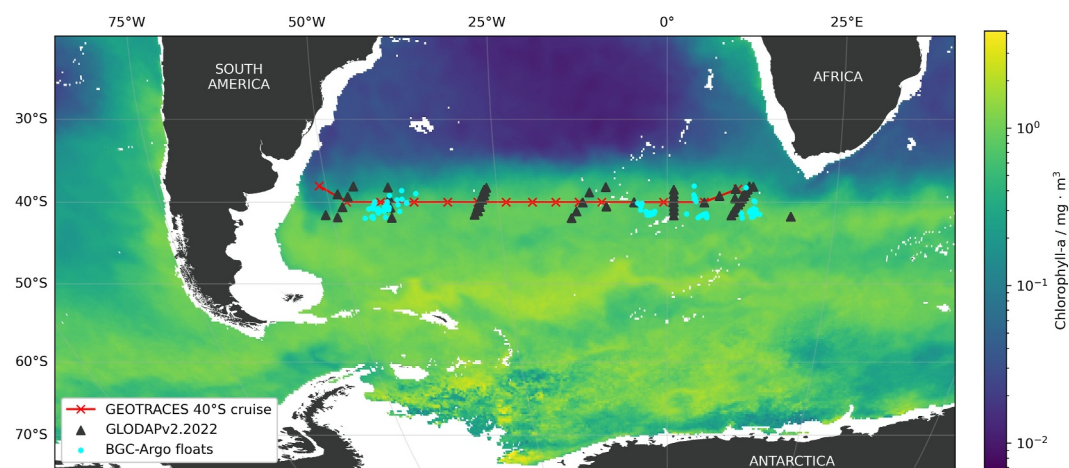 75°W 50°W 25°W 0° 25°E
SOUTH
AMERICA
AFRICA
30°S
40°S
50°S
60°S
70°S
GEOTRACES 40°S cruise
GLODAPv2.2022
BGC-Argo floats
ANTARCTICA
10⁰
10⁻¹
10⁻²
Chlorophyll-a / mg · m³